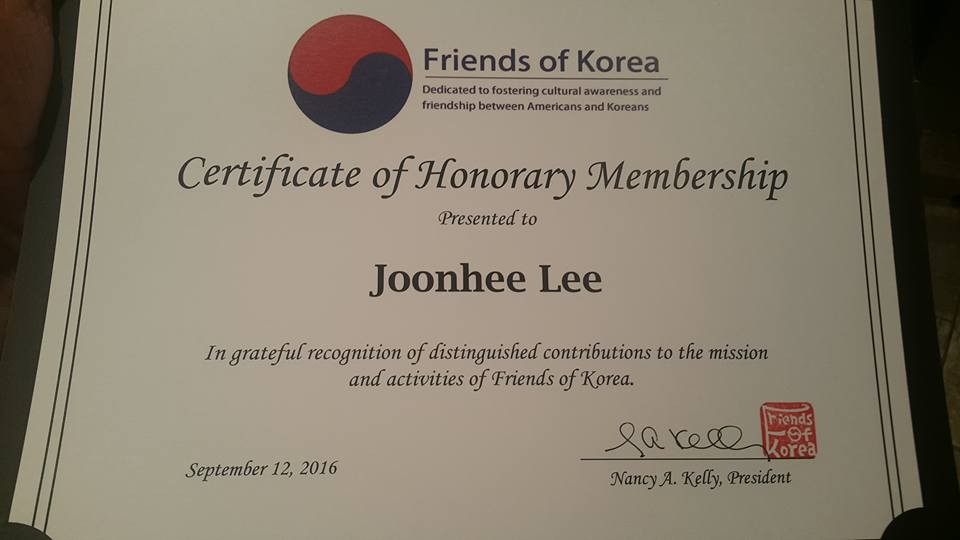 Friends of Korea
Dedicated to fostering cultural awareness and
friendship between Americans and Koreans
Certificate of Honorary Membership
Presented to
Joonhee Lee
In grateful recognition of distinguished contributions to the mission
and activities of Friends of Korea.
Friends
Of
Korea
September 12, 2016
Nancy A. Kelly, President